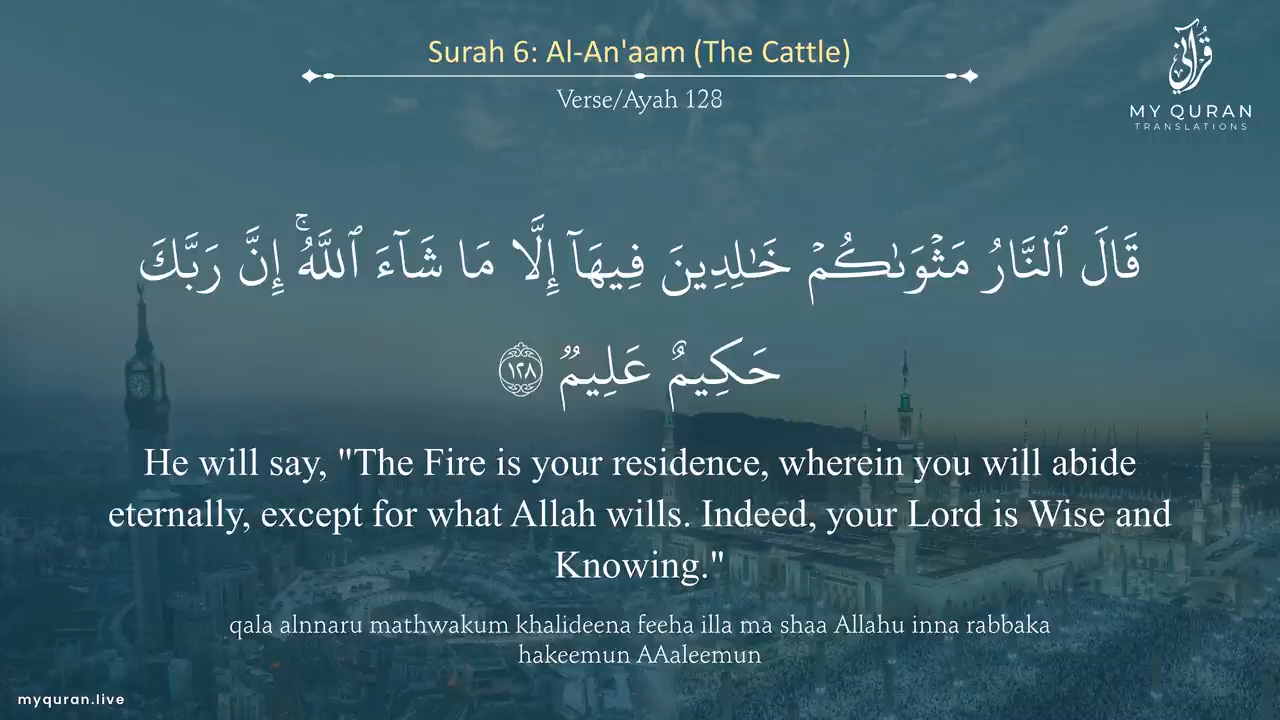 Surah 6: Al-An'aam (The Cattle)
Verse/Ayah 128
قرآني
MY QURAN
TRANSLATIONS
قَالَ ٱلنَّارُ مَثْوَىٰكُمْ خَـٰلِدِينَ فِيهَآ إِلَّا مَا شَآءَ ٱللَّهُ ۚ إِنَّ رَبَّكَ
حَكِيمٌ عَلِيمٌ ١٢٨
He will say, "The Fire is your residence, wherein you will abide
eternally, except for what Allah wills. Indeed, your Lord is Wise and
Knowing."
qala alnnaru mathwakum khalideena feeha illa ma shaa Allahu inna rabbaka
hakeemun AAaleemun
myquran.live